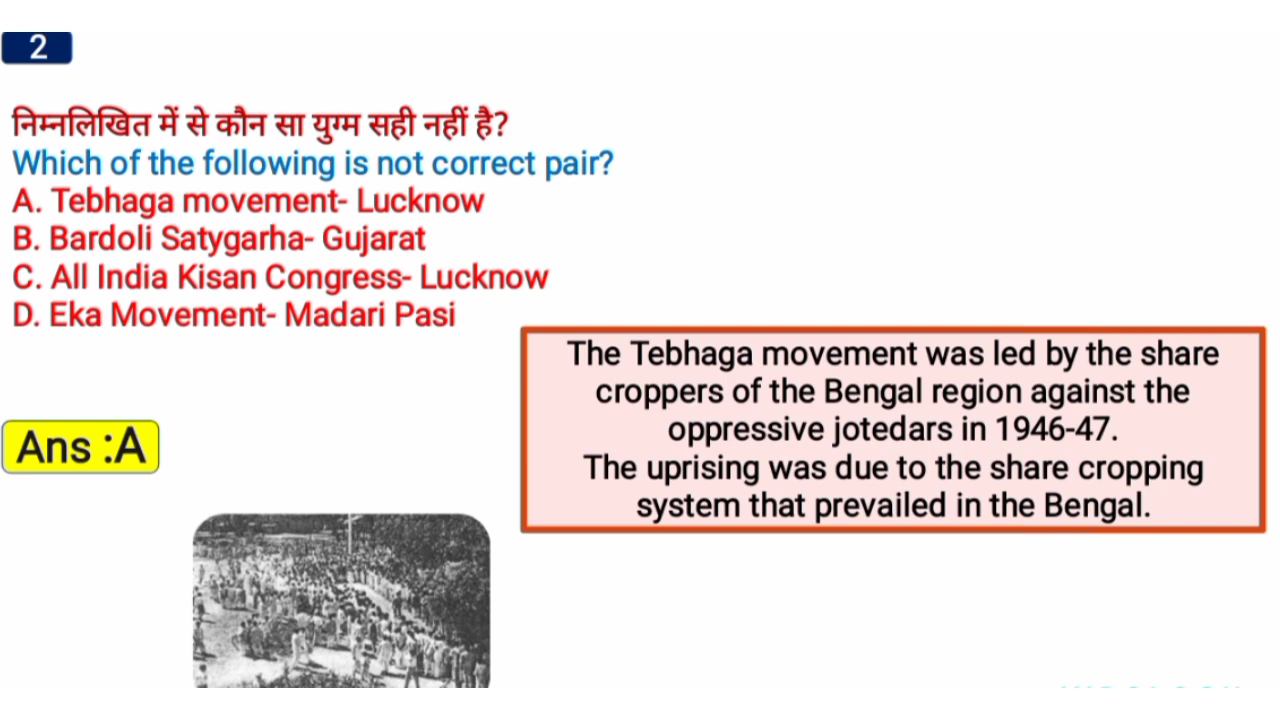 2
निम्नलिखित में से कौन सा युग्म सही नहीं है?
Which of the following is not correct pair?
A. Tebhaga movement- Lucknow
B. Bardoli Satygarha- Gujarat
C. All India Kisan Congress- Lucknow
D. Eka Movement- Madari Pasi
The Tebhaga movement was led by the share
croppers of the Bengal region against the
oppressive jotedars in 1946-47.
The uprising was due to the share cropping
system that prevailed in the Bengal.
Ans :A